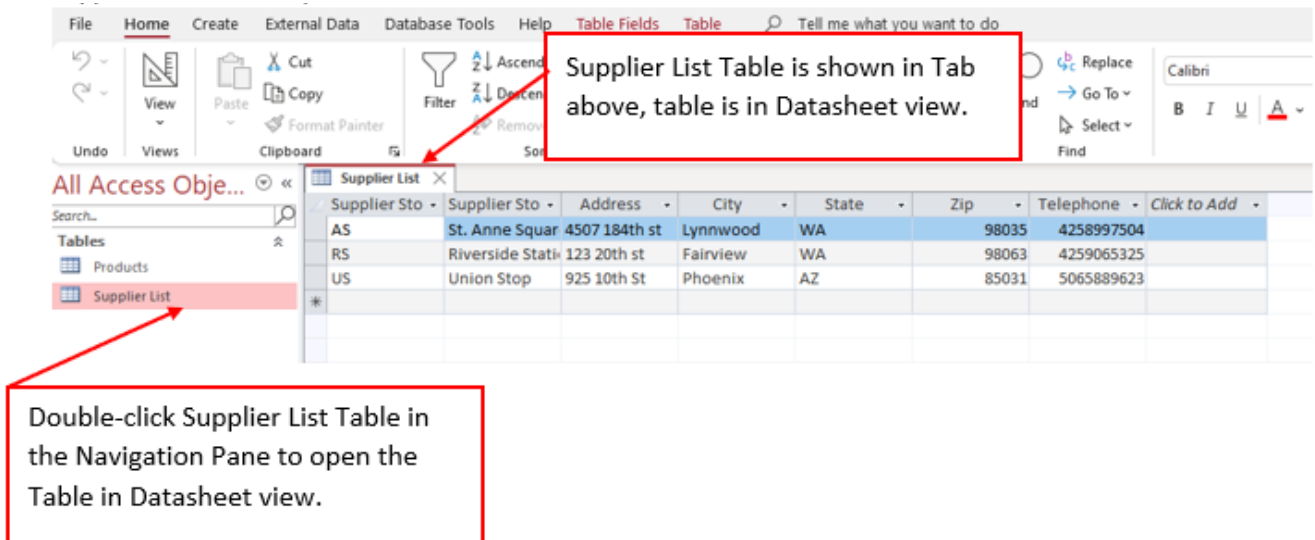 File Home Create External Data Database Tools Help Table Fields Table Tell me what you want to do
Supplier List Table is shown in Tab
above, table is in Datasheet view.
Cut
Copy
Format Painter
View
Paste
Filter
Ascend
Descen
Remov
Replace
Go To
Select
Calibri
B I U A
Undo Views Clipboard Find
All Access Obje...
Search...
Tables
Products
Supplier List
Supplier List
Supplier Sto Supplier Sto Address City State Zip Telephone Click to Add
AS St. Anne Squar 4507 184th st Lynnwood WA 98035 4258997504
RS Riverside Stati 123 20th st Fairview WA 98063 4259065325
US Union Stop 925 10th St Phoenix AZ 85031 5065889623
Double-click Supplier List Table in
the Navigation Pane to open the
Table in Datasheet view.